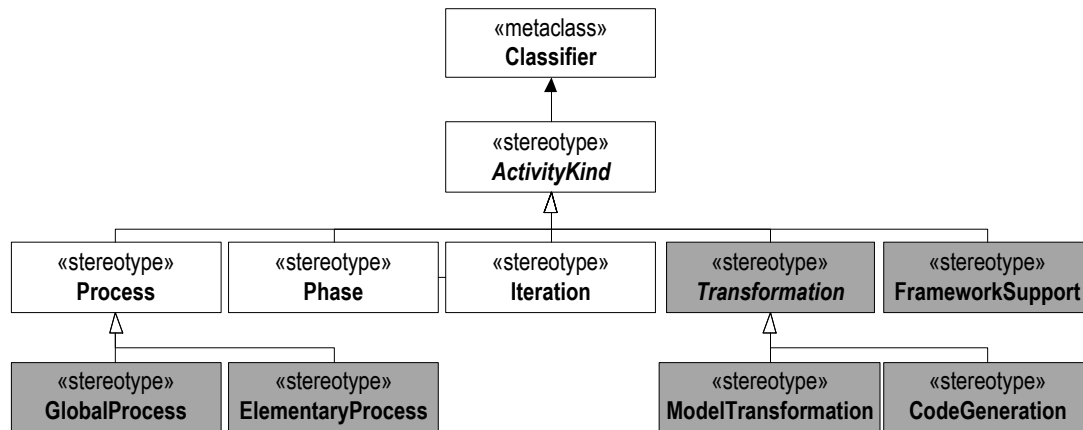 «metaclass»
Classifier
«stereotype»
ActivityKind
«stereotype»
Process
«stereotype»
Phase
«stereotype»
Iteration
«stereotype»
Transformation
«stereotype»
FrameworkSupport
«stereotype»
GlobalProcess
«stereotype»
ElementaryProcess
«stereotype»
ModelTransformation
«stereotype»
CodeGeneration